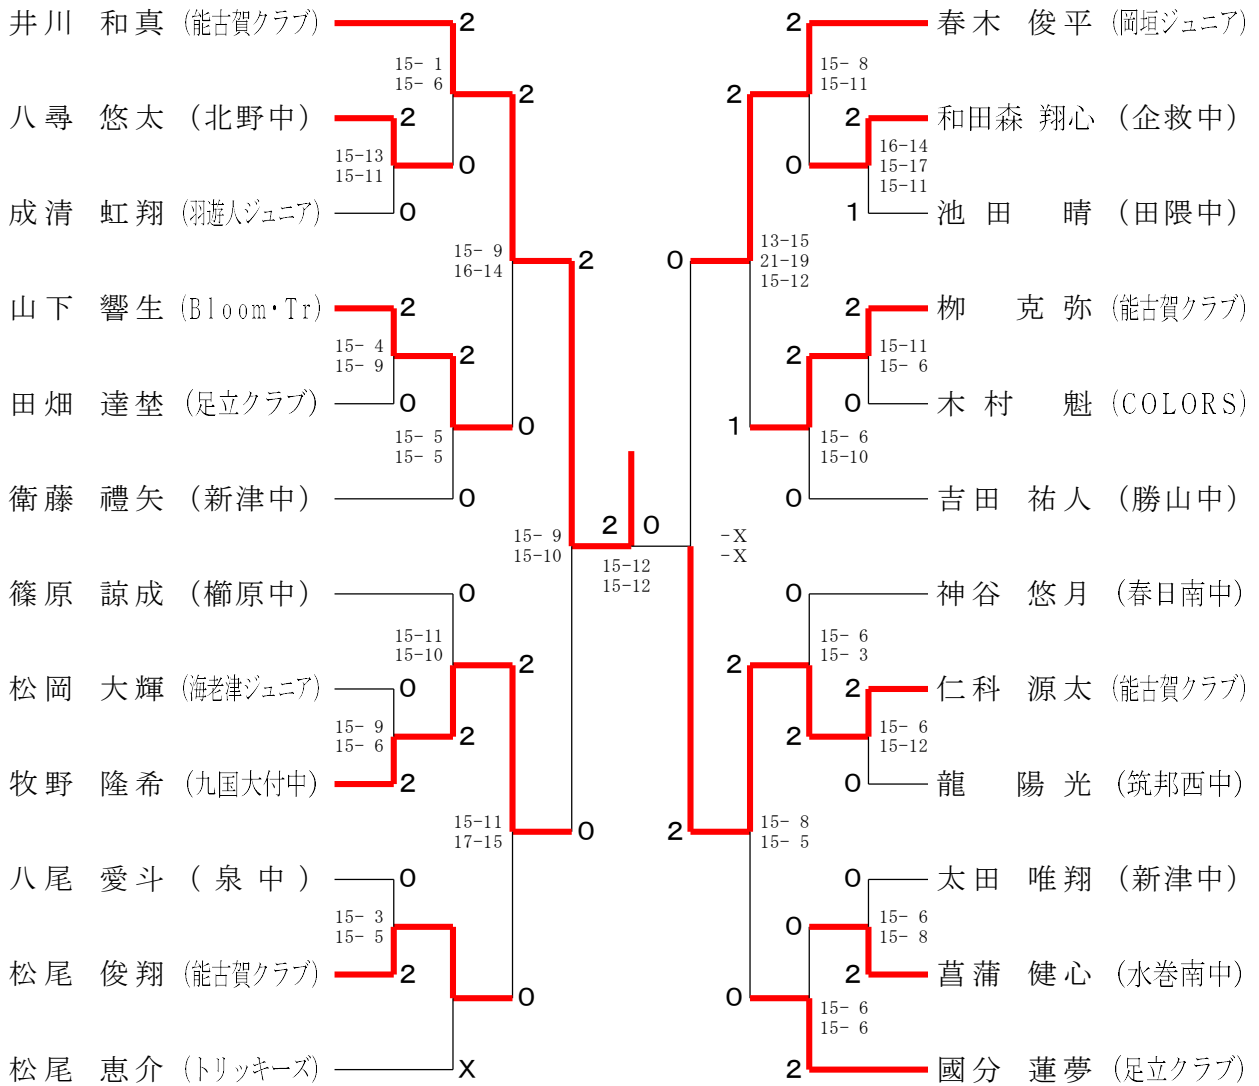 井川 和真 (能古賀クラブ) 2
15- 1
15- 6
2
八尋 悠太 (北野中) 2
15-13
15-11
0
成清 虹翔 (羽遊人ジュニア) 0
15- 9
16-14
2
山下 響生 (Bloom・Tr) 2
15- 4
15- 9
2
田畑 達埜 (足立クラブ) 0
15- 5
15- 5
0
衛藤 禮矢 (新津中) 0
15- 9
15-10
2 0
15-12
15-12
篠原 諒成 (櫛原中) 0
15-11
15-10
2
松岡 大輝 (海老津ジュニア) 0
15- 9
15- 6
2
牧野 隆希 (九国大付中) 2
15-11
17-15
0
八尾 愛斗 (泉中) 0
15- 3
15- 5
松尾 俊翔 (能古賀クラブ) 2
0
松尾 恵介 (トリッキーズ) X
2 春木 俊平 (岡垣ジュニア)
15- 8
15-11
2
2 和田森 翔心 (企救中)
16-14
15-17
15-11
0
1 池田 晴 (田隈中)
0
13-15
21-19
15-12
2 栁 克弥 (能古賀クラブ)
15-11
15- 6
2
0 木村 魁 (COLORS)
1
15- 6
15-10
0 吉田 祐人 (勝山中)
-X
-X
0 神谷 悠月 (春日南中)
15- 6
15- 3
2
2 仁科 源太 (能古賀クラブ)
15- 6
15-12
2
0 龍 陽光 (筑邦西中)
2
15- 8
15- 5
0 太田 唯翔 (新津中)
15- 6
15- 8
0
2 菖蒲 健心 (水巻南中)
0
15- 6
15- 6
2 國分 蓮夢 (足立クラブ)